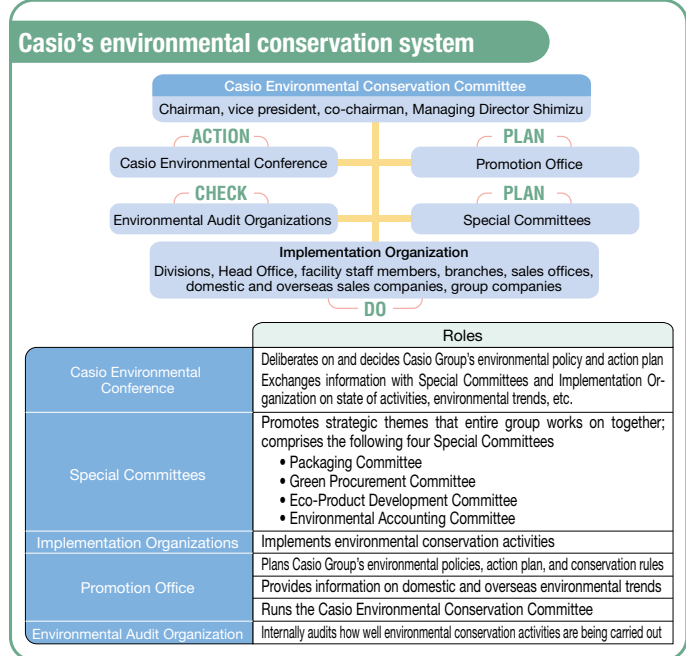 Casio's environmental conservation system
Casio Environmental Conservation Committee
Chairman, vice president, co-chairman, Managing Director Shimizu
ACTION
PLAN
Casio Environmental Conference
Promotion Office
CHECK
PLAN
Environmental Audit Organizations
Special Committees
Implementation Organization
Divisions, Head Office, facility staff members, branches, sales offices,
domestic and overseas sales companies, group companies
DO
Roles
Casio Environmental
Conference
Deliberates on and decides Casio Group's environmental policy and action plan
Exchanges information with Special Committees and Implementation Or-
ganization on state of activities, environmental trends, etc.
Special Committees
Promotes strategic themes that entire group works on together;
comprises the following four Special Committees
• Packaging Committee
• Green Procurement Committee
• Eco-Product Development Committee
• Environmental Accounting Committee
Implementation Organizations
Implements environmental conservation activities
Promotion Office
Plans Casio Group's environmental policies, action plan, and conservation rules
Provides information on domestic and overseas environmental trends
Runs the Casio Environmental Conservation Committee
Environmental Audit Organization
Internally audits how well environmental conservation activities are being carried out